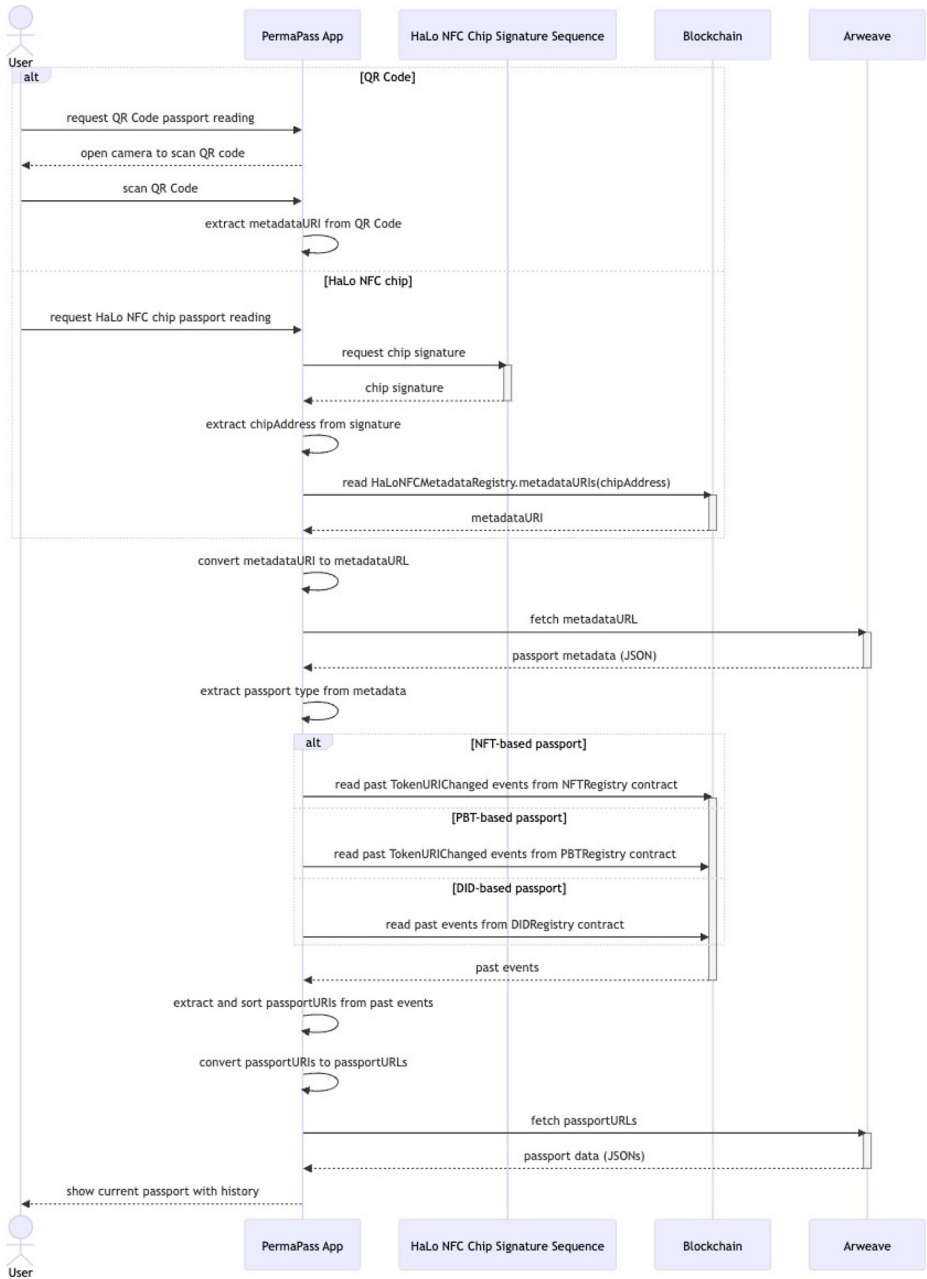 User
PermaPass App
HaLo NFC Chip Signature Sequence
Blockchain
Arweave
alt
[QR Code]
request QR Code passport reading
open camera to scan QR code
scan QR Code
extract metadataURI from QR Code
[HaLo NFC chip]
request HaLo NFC chip passport reading
request chip signature
chip signature
extract chipAddress from signature
read HaLoNFCMetadataRegistry.metadataURIs(chipAddress)
metadataURI
convert metadataURI to metadataURL
fetch metadataURL
passport metadata (JSON)
extract passport type from metadata
alt
[NFT-based passport]
read past TokenURIChanged events from NFTRegistry contract
[PBT-based passport]
read past TokenURIChanged events from PBTRegistry contract
[DID-based passport]
read past events from DIDRegistry contract
past events
extract and sort passportURIs from past events
convert passportURIs to passportURLs
fetch passportURLs
passport data (JSONs)
show current passport with history
User
PermaPass App
HaLo NFC Chip Signature Sequence
Blockchain
Arweave